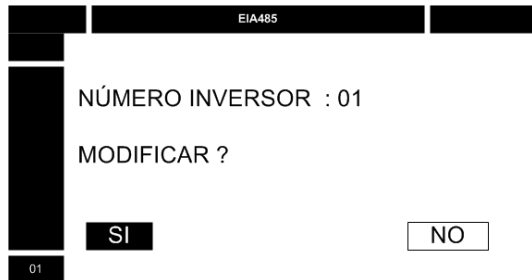 EIA485
NÚMERO INVERSOR : 01
MODIFICAR ?
SI NO
01